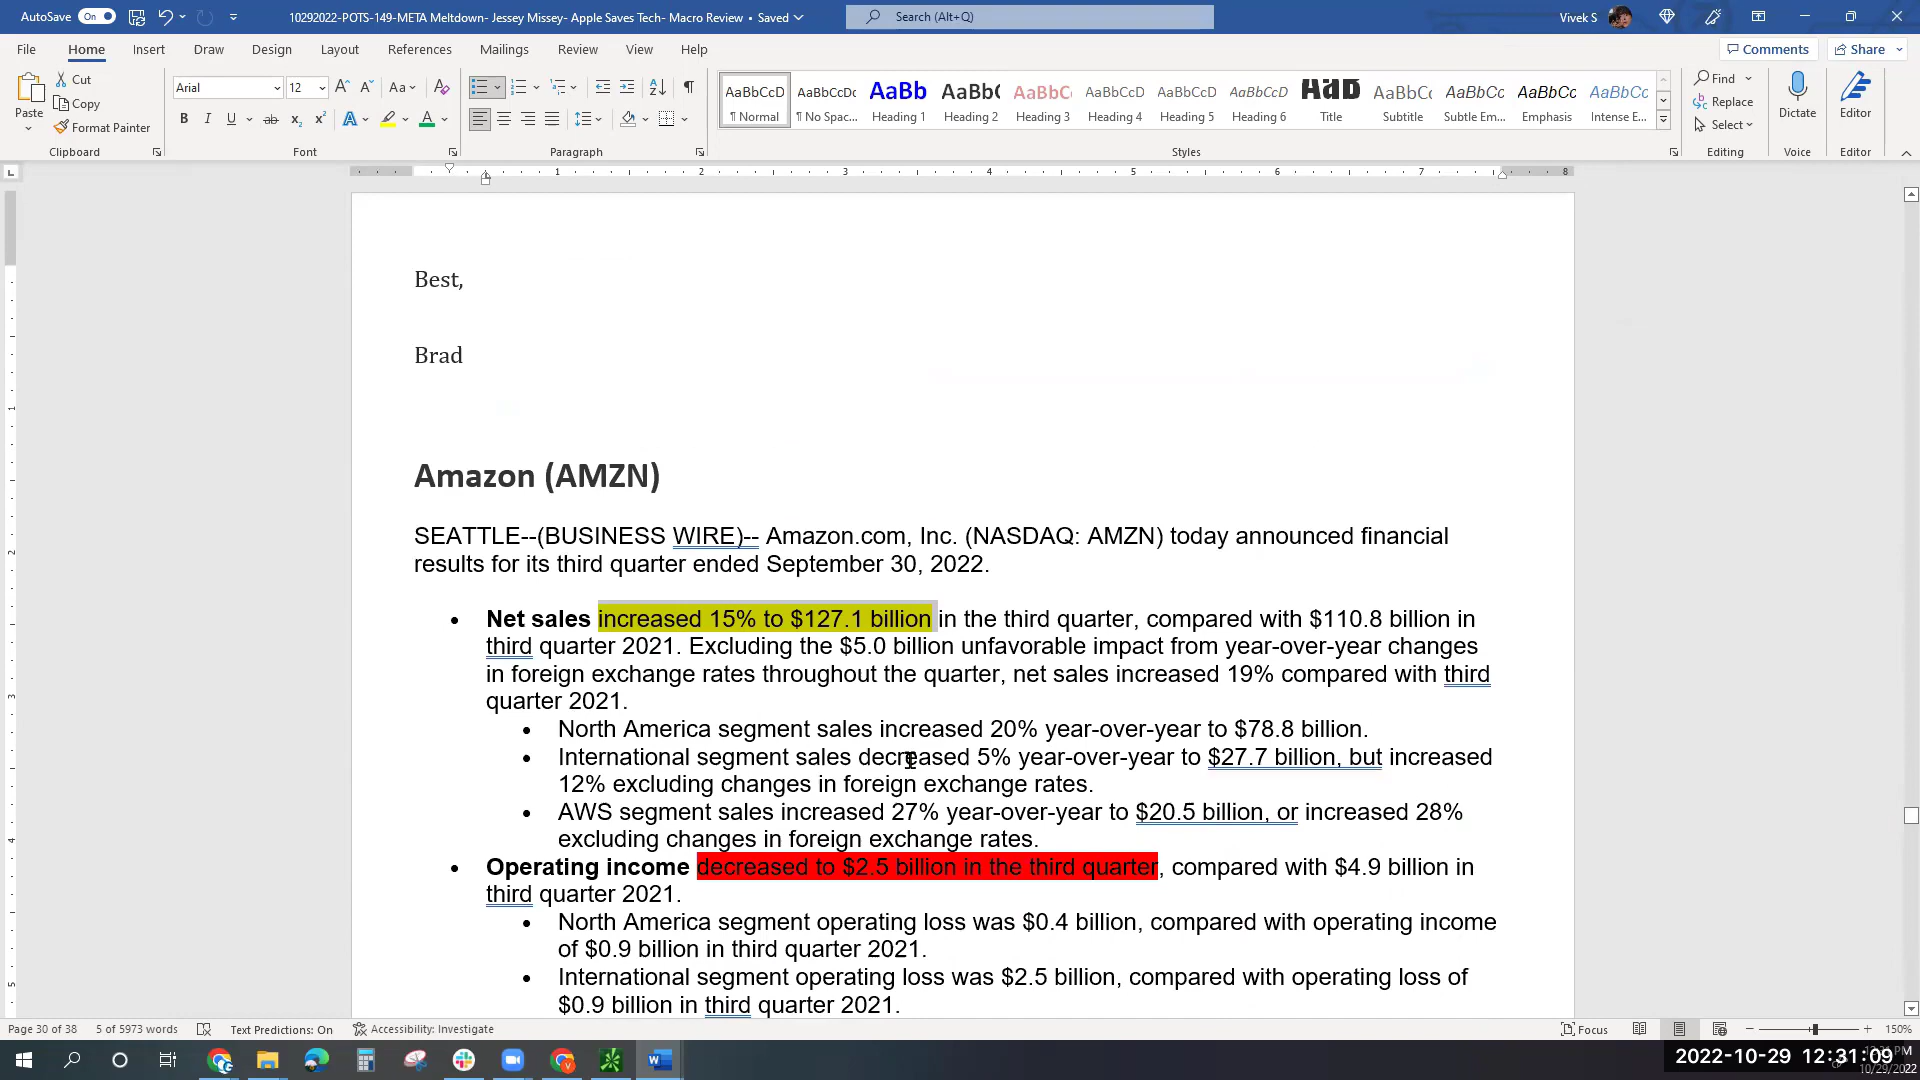 AutoSave On 10292022-POTS-149-META Meltdown- Jessey Missey- Apple Saves Tech- Macro Review • Saved Search (Alt+Q) Vivek S
File Home Insert Draw Design Layout References Mailings Review View Help Comments Share
Paste Cut Copy Format Painter
Arial 12
AaBbCcD AaBbCcDc AaBb AaBb( AaBbC( AaBbCcD AaBbCcD AaBbCcD AaB AaBbCc AaBbCc AaBbCc AaBbCc
¶ Normal ¶ No Spac... Heading 1 Heading 2 Heading 3 Heading 4 Heading 5 Heading 6 Title Subtitle Subtle Em... Emphasis Intense E...
Find Replace Select Dictate Editor
Clipboard Font Paragraph Styles Editing Voice Editor
1 2 3 4 5 6 7 8
Best,
Brad
Amazon (AMZN)
SEATTLE--(BUSINESS WIRE)-- Amazon.com, Inc. (NASDAQ: AMZN) today announced financial
results for its third quarter ended September 30, 2022.
• Net sales increased 15% to $127.1 billion in the third quarter, compared with $110.8 billion in
third quarter 2021. Excluding the $5.0 billion unfavorable impact from year-over-year changes
in foreign exchange rates throughout the quarter, net sales increased 19% compared with third
quarter 2021.
• North America segment sales increased 20% year-over-year to $78.8 billion.
• International segment sales decreased 5% year-over-year to $27.7 billion, but increased
12% excluding changes in foreign exchange rates.
• AWS segment sales increased 27% year-over-year to $20.5 billion, or increased 28%
excluding changes in foreign exchange rates.
• Operating income decreased to $2.5 billion in the third quarter, compared with $4.9 billion in
third quarter 2021.
• North America segment operating loss was $0.4 billion, compared with operating income
of $0.9 billion in third quarter 2021.
• International segment operating loss was $2.5 billion, compared with operating loss of
$0.9 billion in third quarter 2021.
Page 30 of 38 5 of 5973 words Text Predictions: On Accessibility: Investigate Focus 150%
2022-10-29 12:31:09